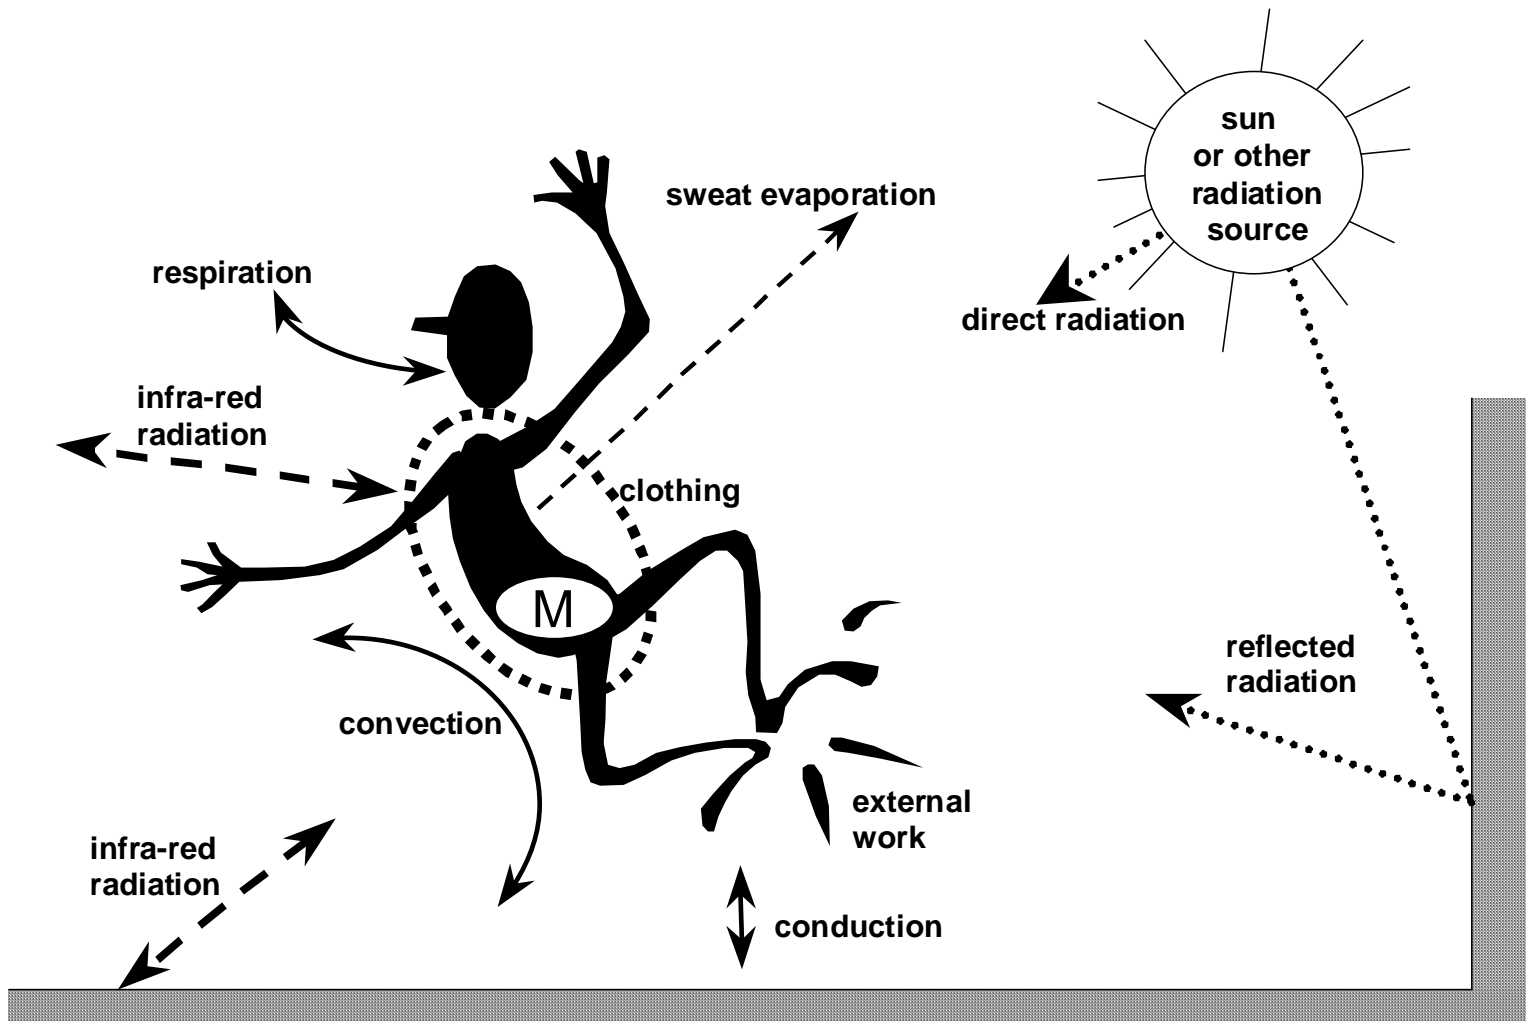 sun
or other
radiation
source
sweat evaporation
respiration
direct radiation
infra-red
radiation
clothing
M
reflected
radiation
convection
external
work
infra-red
radiation
conduction